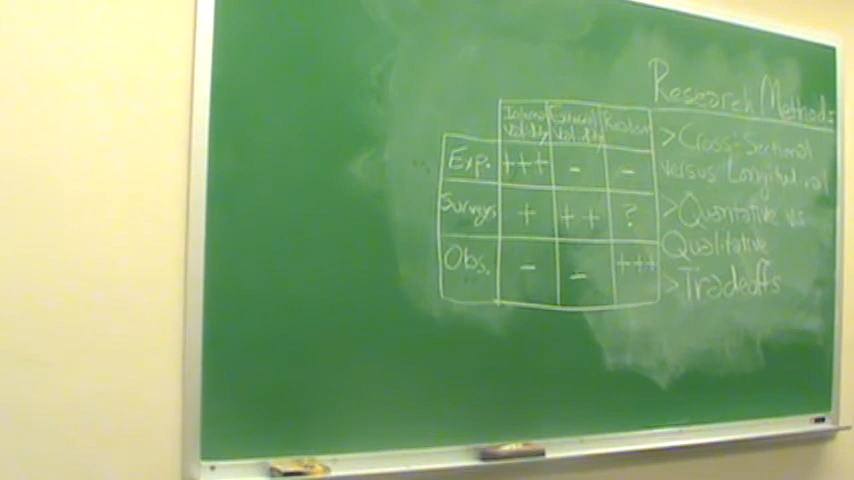 Research Methods
Internal Validity External Validity Realism
Exp. +++ - -
Surveys + ++ ?
Obs. - - +++
>Cross-Sectional
versus Longitudinal
>Quantitative vs
Qualitative
>Tradeoffs